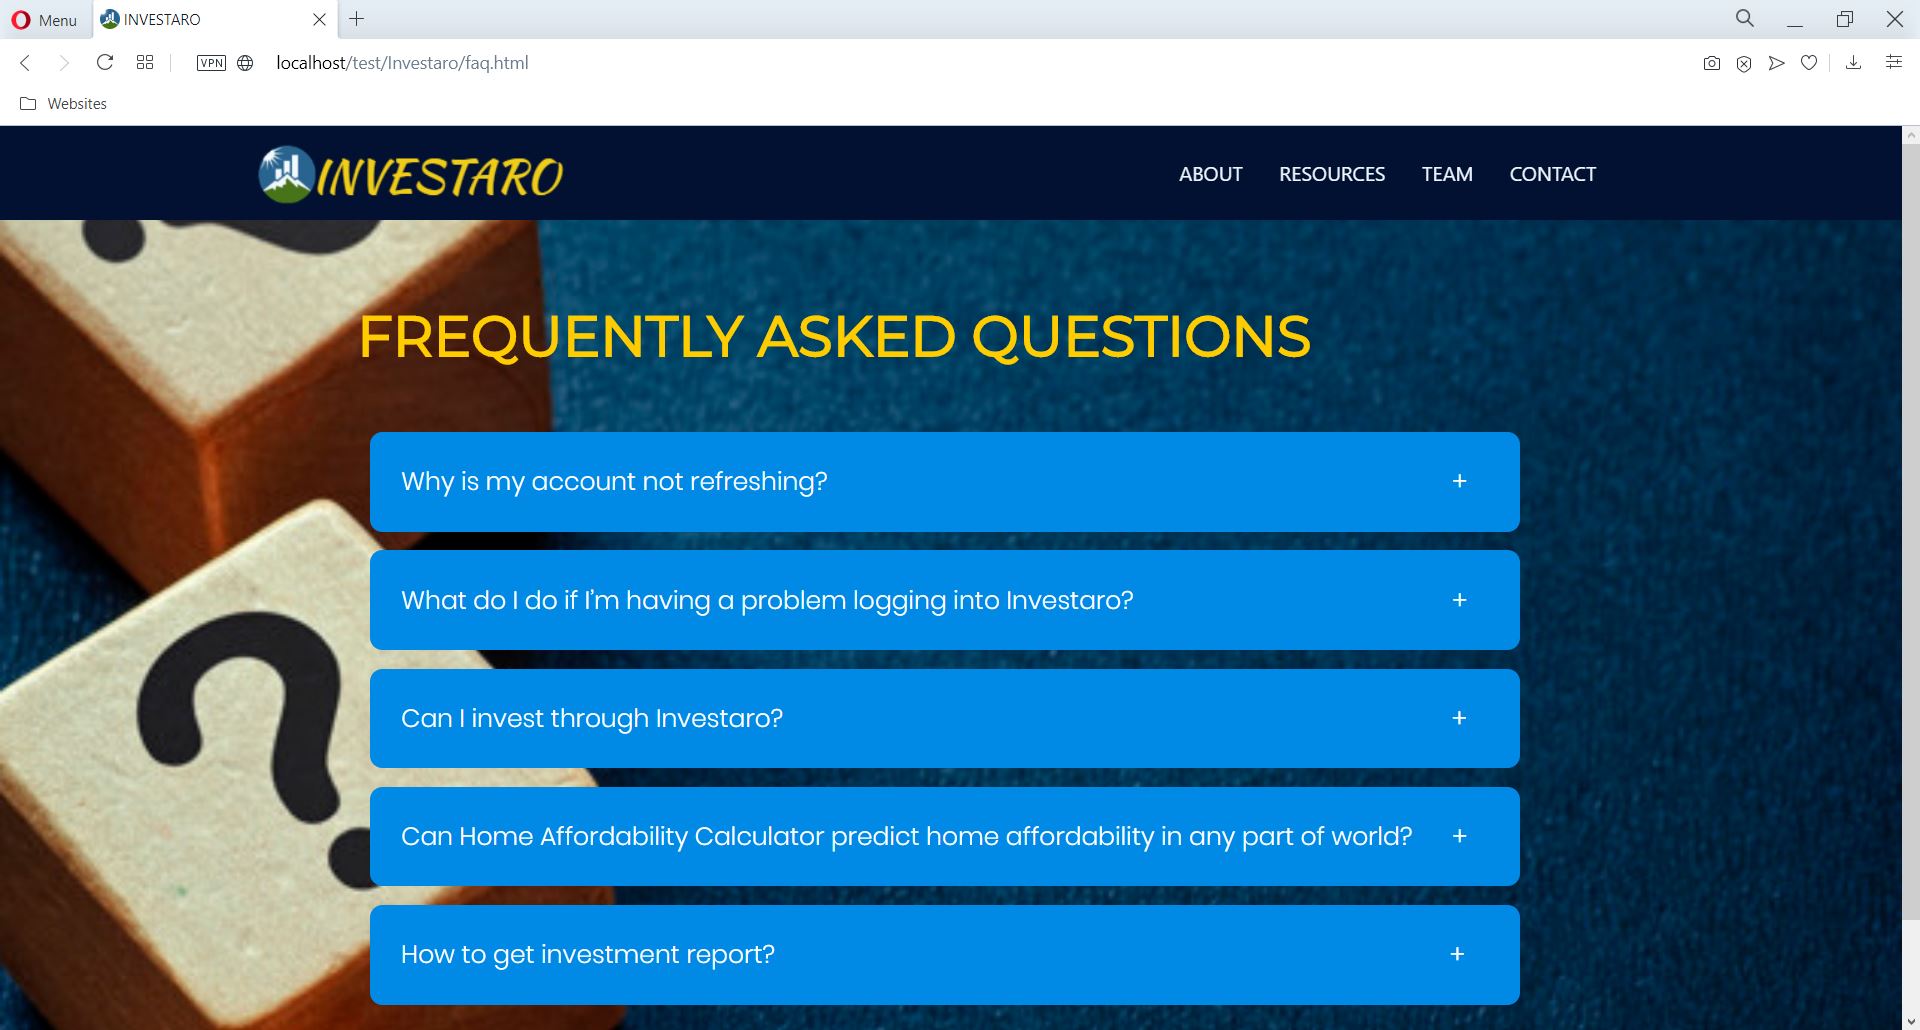 Menu
INVESTARO
VPN
localhost/test/Investaro/faq.html
Websites
INVESTARO
ABOUT RESOURCES TEAM CONTACT
FREQUENTLY ASKED QUESTIONS
Why is my account not refreshing? +
What do I do if I’m having a problem logging into Investaro? +
Can I invest through Investaro? +
Can Home Affordability Calculator predict home affordability in any part of world? +
How to get investment report? +
?